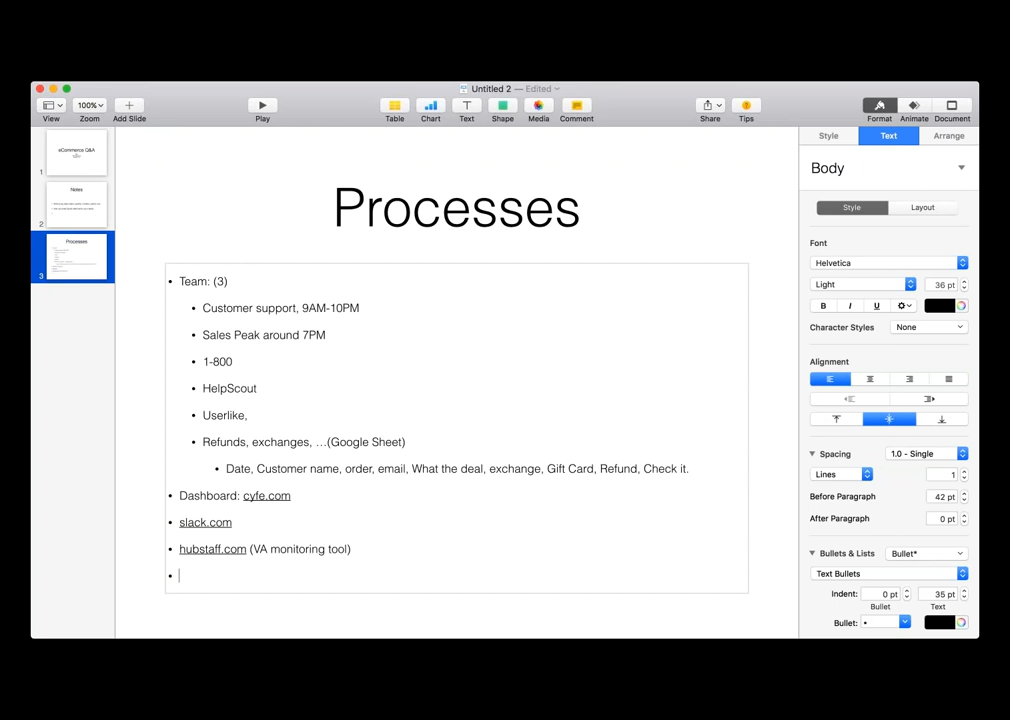 Untitled 2 — Edited
100%
View
Zoom
Add Slide
Play
Table
Chart
Text
Shape
Media
Comment
Share
Tips
Format
Animate
Document
1
eCommerce Q&A
2
Notes
3
Processes
Processes
• Team: (3)
• Customer support, 9AM-10PM
• Sales Peak around 7PM
• 1-800
• HelpScout
• Userlike,
• Refunds, exchanges, …(Google Sheet)
• Date, Customer name, order, email, What the deal, exchange, Gift Card, Refund, Check it.
• Dashboard: cyfe.com
• slack.com
• hubstaff.com (VA monitoring tool)
•
Style Text Arrange
Body
Style Layout
Font
Helvetica
Light 36 pt
B I U
Character Styles None
Alignment
Spacing 1.0 - Single
Lines 1
Before Paragraph 42 pt
After Paragraph 0 pt
Bullets & Lists Bullet*
Text Bullets
Indent: 0 pt 35 pt
Bullet Text
Bullet: •